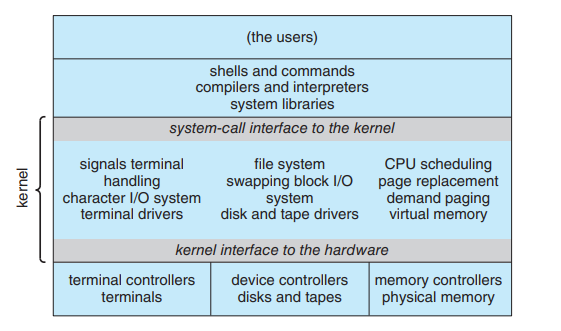 (the users)
shells and commands
compilers and interpreters
system libraries
system-call interface to the kernel
kernel
signals terminal
handling
character I/O system
terminal drivers
file system
swapping block I/O
system
disk and tape drivers
CPU scheduling
page replacement
demand paging
virtual memory
kernel interface to the hardware
terminal controllers
terminals
device controllers
disks and tapes
memory controllers
physical memory